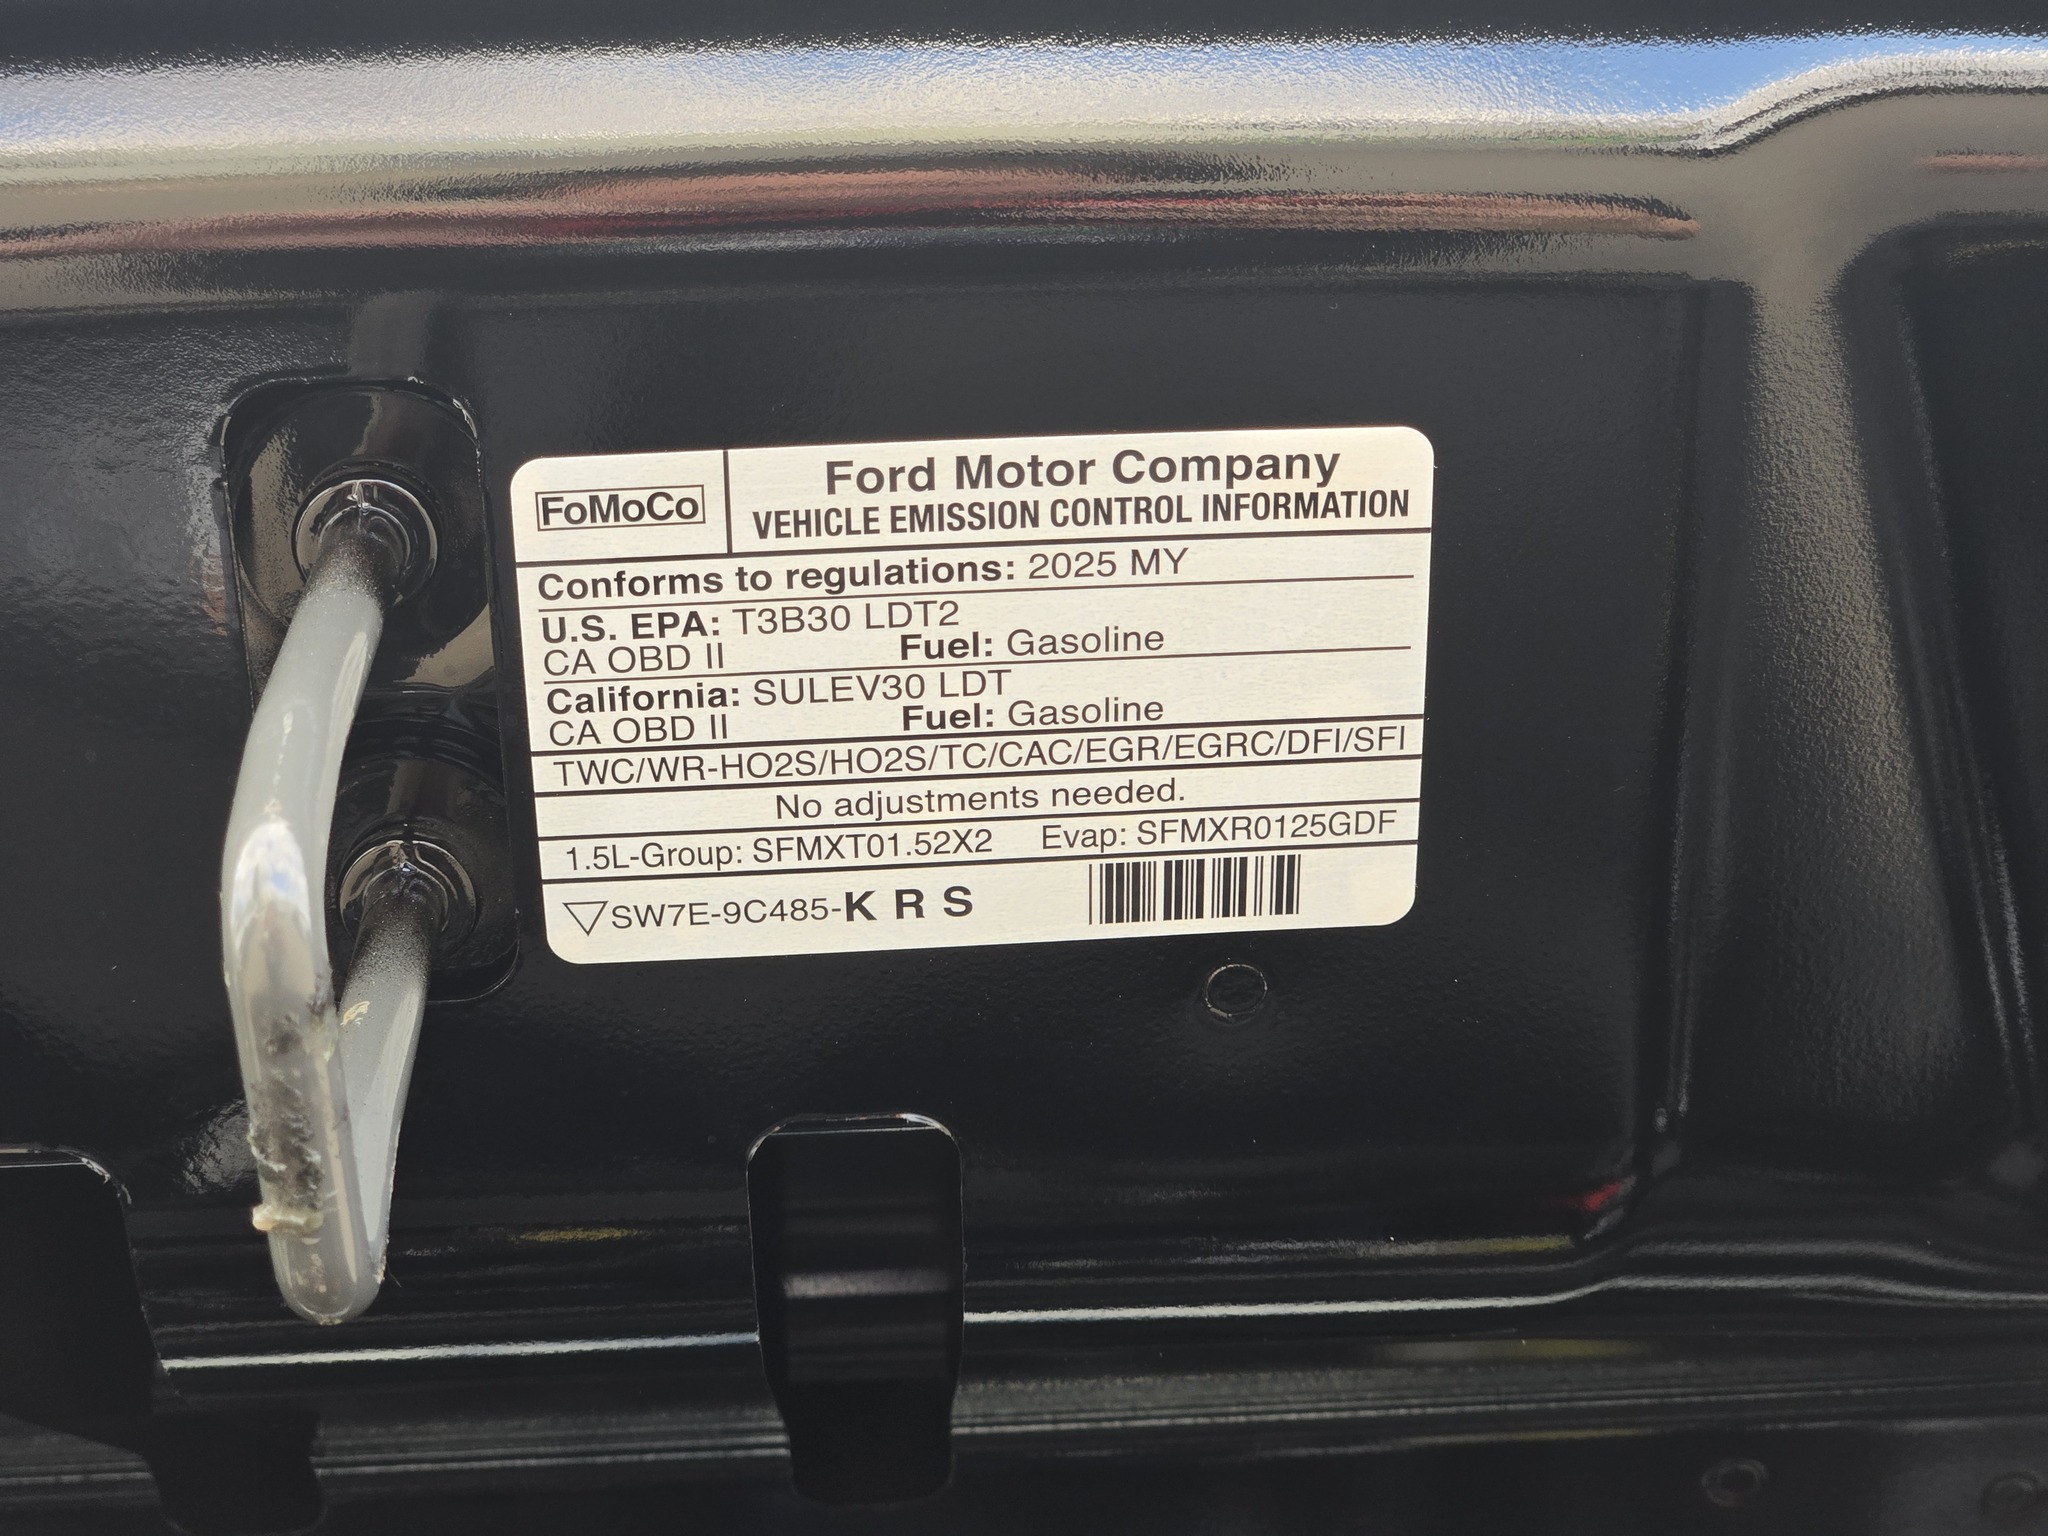 FoMoCo
Ford Motor Company
VEHICLE EMISSION CONTROL INFORMATION
Conforms to regulations: 2025 MY
U.S. EPA: T3B30 LDT2
CA OBD II Fuel: Gasoline
California: SULEV30 LDT
CA OBD II Fuel: Gasoline
TWC/WR-HO2S/HO2S/TC/CAC/EGR/EGRC/DFI/SFI
No adjustments needed.
1.5L-Group: SFMXT01.52X2 Evap: SFMXR0125GDF
SW7E-9C485-K R S